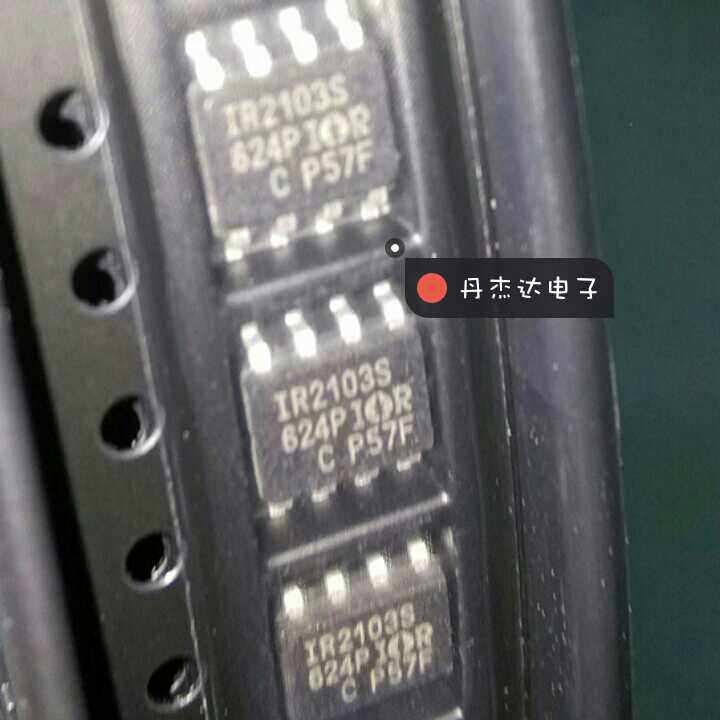 IR2103S
624P IOR
C P57F
丹杰达电子
IR2103S
624P IOR
C P57F
IR2103S
624P IOR
C P57F